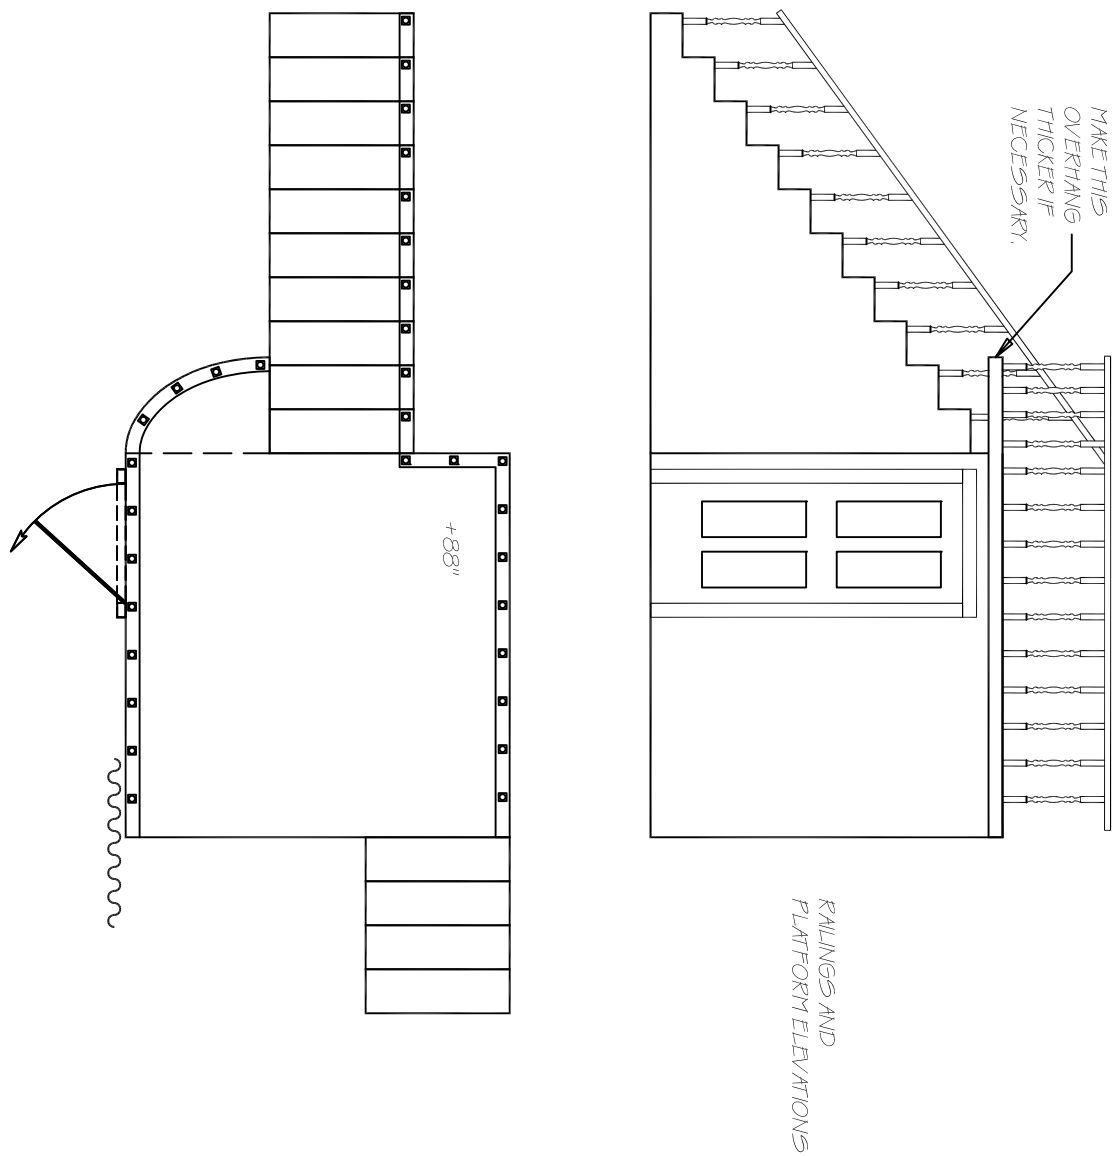 MAKE THIS
OVERHANG
THICKER IF
NECESSARY.
+88"
RAILINGS AND
PLATFORM ELEVATIONS